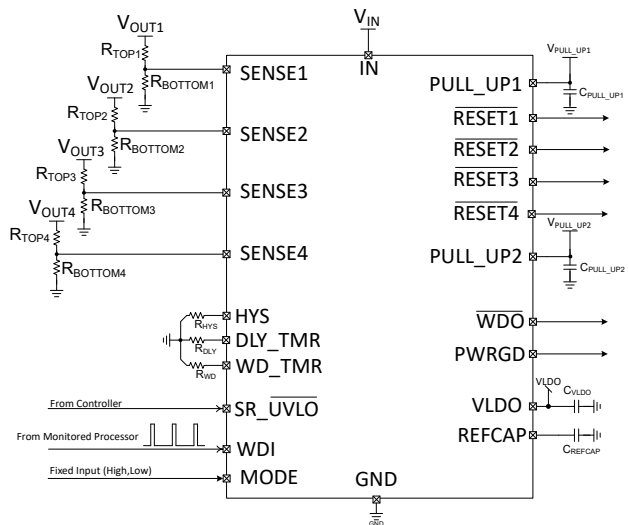 VOUT1
RTOP1
RBOTTOM1
VOUT2
RTOP2
RBOTTOM2
VOUT3
RTOP3
RBOTTOM3
VOUT4
RTOP4
RBOTTOM4
VIN
IN
SENSE1
SENSE2
SENSE3
SENSE4
HYS
RHYS
DLY_TMR
RDLY
WD_TMR
RWD
From Controller
SR_UVLO
From Monitored Processor
WDI
Fixed Input (High,Low)
MODE
GND
GND
VPULL_UP1
PULL_UP1
CPULL_UP1
RESET1
RESET2
RESET3
RESET4
VPULL_UP2
PULL_UP2
CPULL_UP2
WDO
PWRGD
VLDO
VLDO
CVLDO
REFCAP
CREFCAP